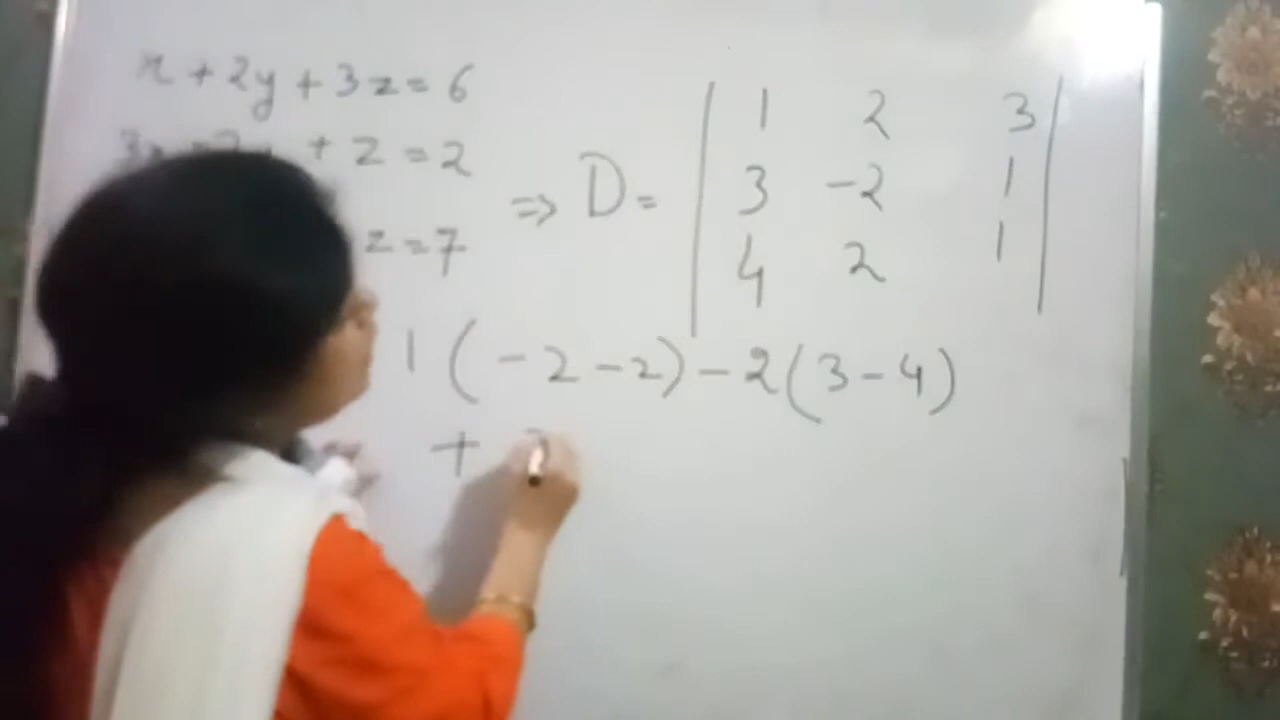 x + 2y + 3z = 6
3x - 2y + z = 2
z = 7
⇒ D =
1 2 3
3 -2 1
4 2 1
1 ( -2 - 2) - 2 (3 - 4)
+